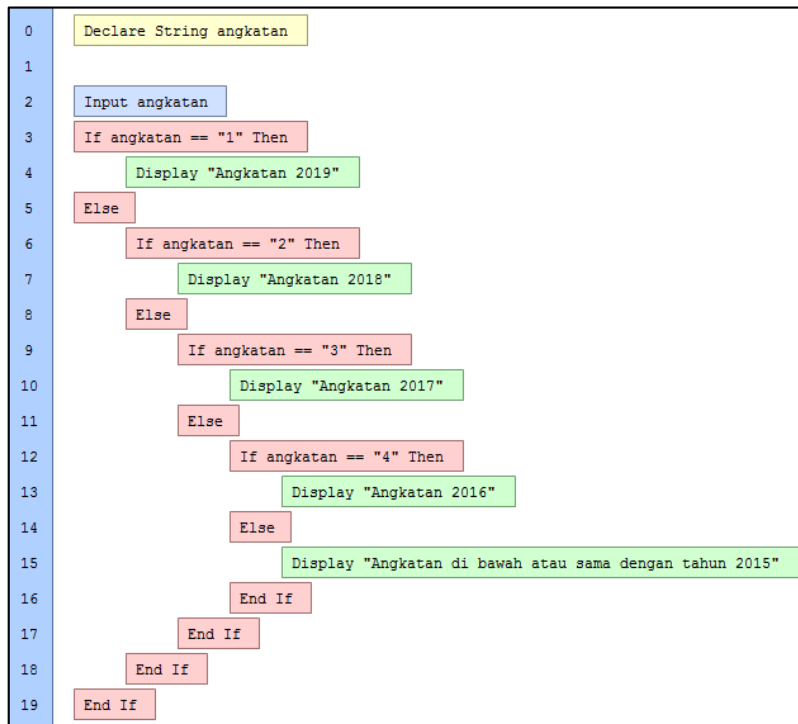 0 Declare String angkatan
1
2 Input angkatan
3 If angkatan == "1" Then
4 Display "Angkatan 2019"
5 Else
6 If angkatan == "2" Then
7 Display "Angkatan 2018"
8 Else
9 If angkatan == "3" Then
10 Display "Angkatan 2017"
11 Else
12 If angkatan == "4" Then
13 Display "Angkatan 2016"
14 Else
15 Display "Angkatan di bawah atau sama dengan tahun 2015"
16 End If
17 End If
18 End If
19 End If